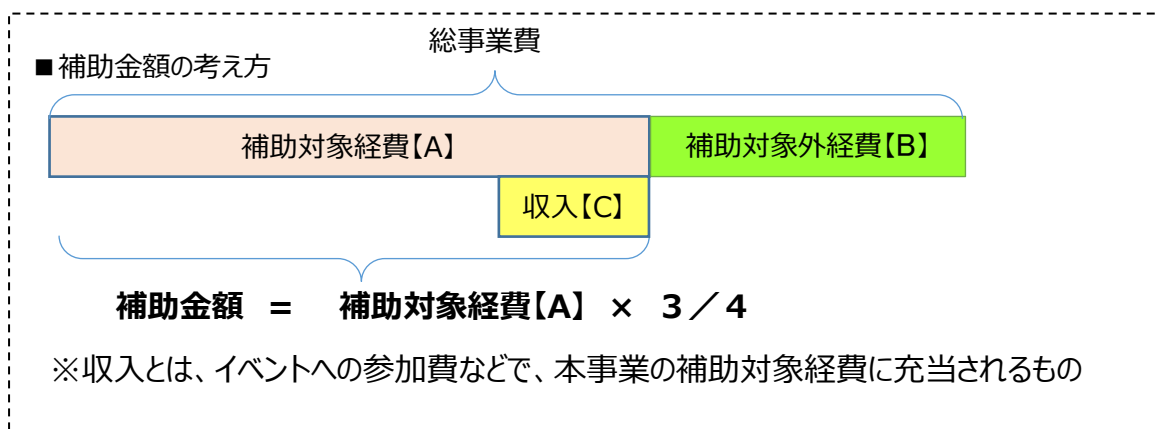 総事業費
■補助金額の考え方
補助対象経費【A】
補助対象外経費【B】
収入【C】
補助金額 = 補助対象経費【A】 × 3／4
※収入とは、イベントへの参加費などで、本事業の補助対象経費に充当されるもの